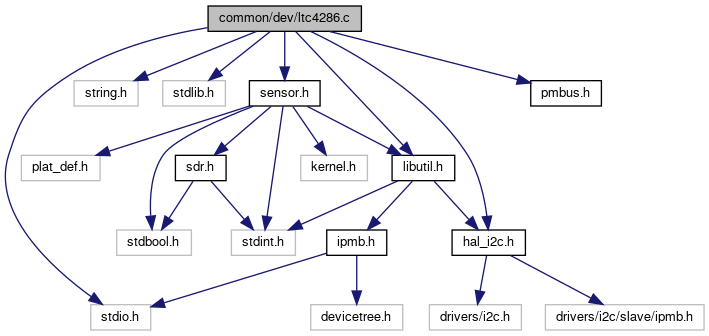 common/dev/ltc4286.c
string.h
stdlib.h
sensor.h
pmbus.h
plat_def.h
sdr.h
kernel.h
libutil.h
stdbool.h
stdint.h
ipmb.h
hal_i2c.h
stdio.h
devicetree.h
drivers/i2c.h
drivers/i2c/slave/ipmb.h